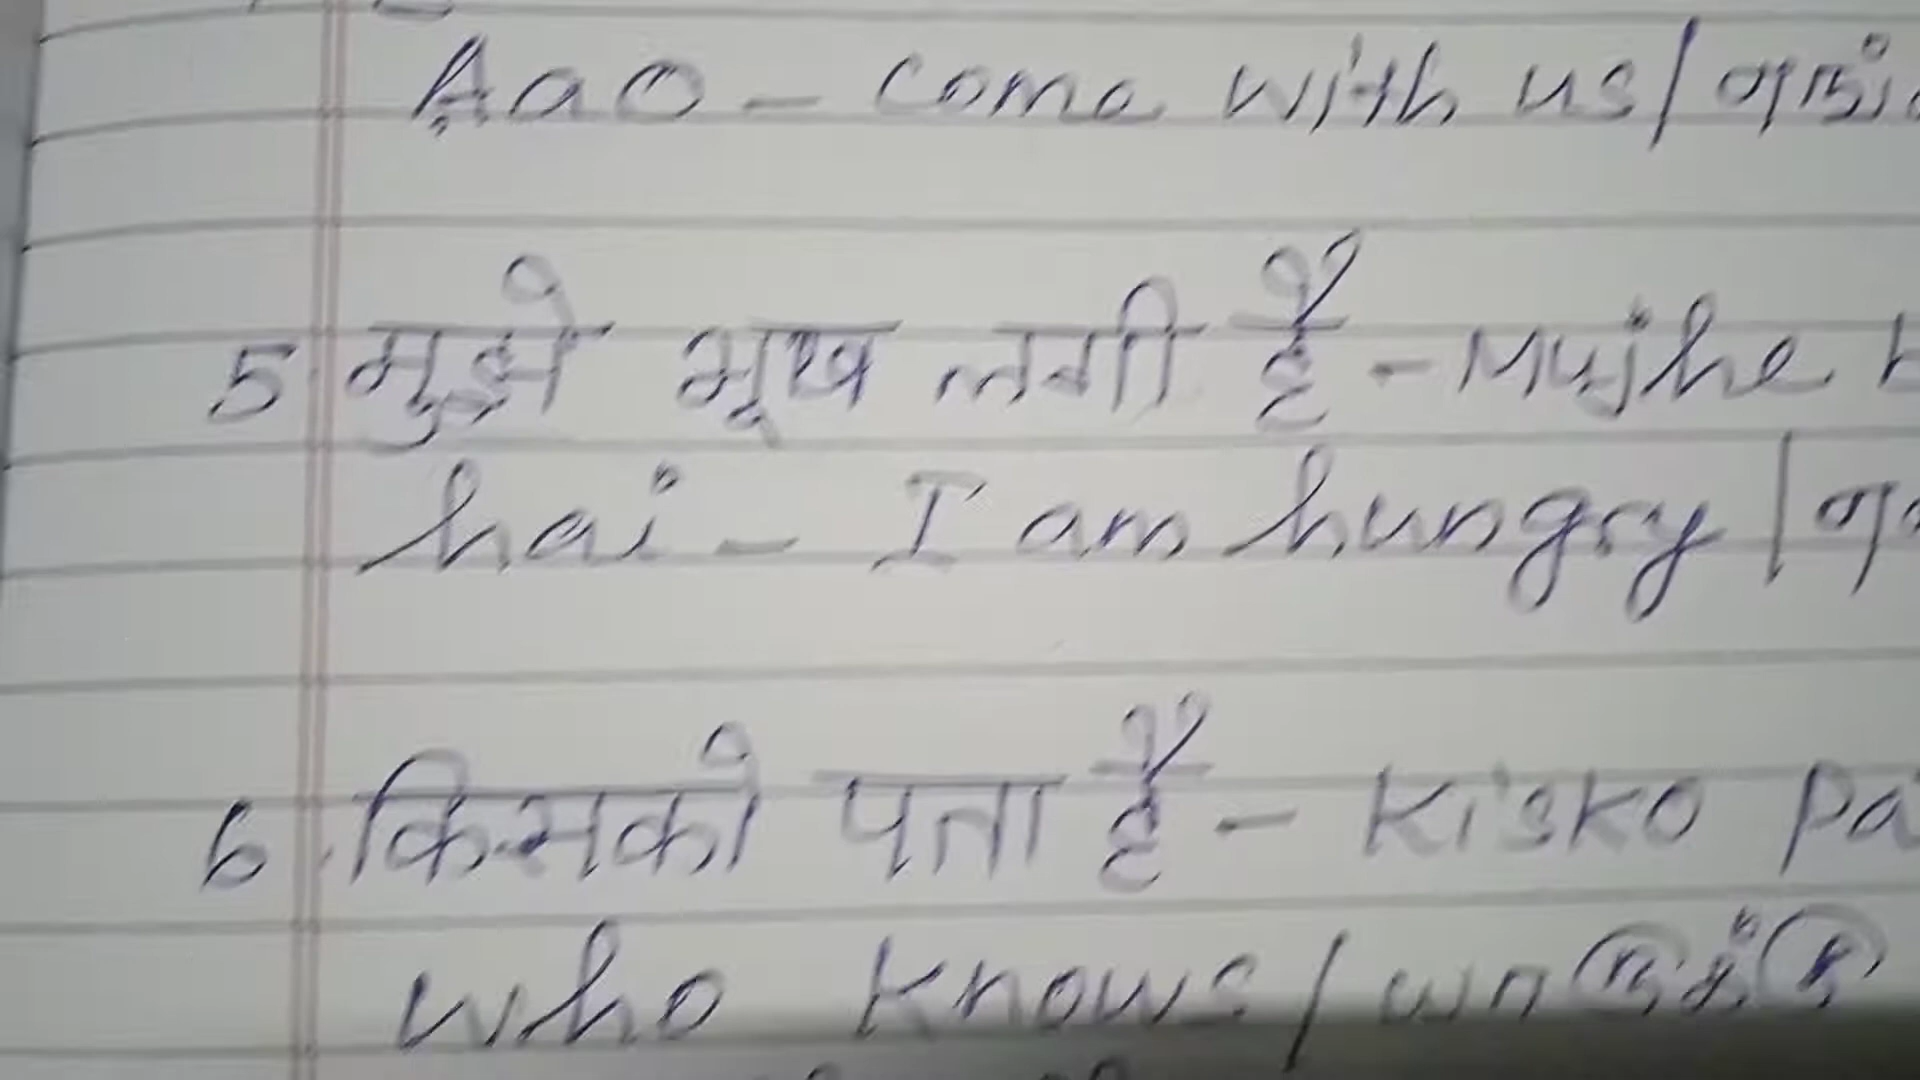 Aao - Come with us/
5. मुझे भूख लगी है - Mujhe
hai - I am hungry |
6. किसको पता है - Kisko
who knows/ யாருக்கு